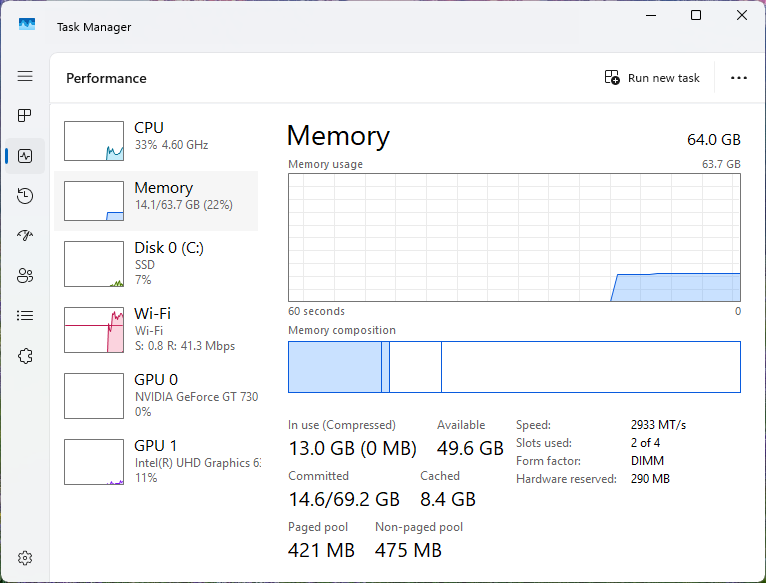 Task Manager
Performance
Run new task
CPU
33% 4.60 GHz
Memory
14.1/63.7 GB (22%)
Disk 0 (C:)
SSD
7%
Wi-Fi
Wi-Fi
S: 0.8 R: 41.3 Mbps
GPU 0
NVIDIA GeForce GT 730
0%
GPU 1
Intel(R) UHD Graphics 6
11%
Memory
64.0 GB
Memory usage
63.7 GB
60 seconds
0
Memory composition
In use (Compressed)
Available
13.0 GB (0 MB)
49.6 GB
Committed
Cached
14.6/69.2 GB
8.4 GB
Paged pool
Non-paged pool
421 MB
475 MB
Speed: 2933 MT/s
Slots used: 2 of 4
Form factor: DIMM
Hardware reserved: 290 MB